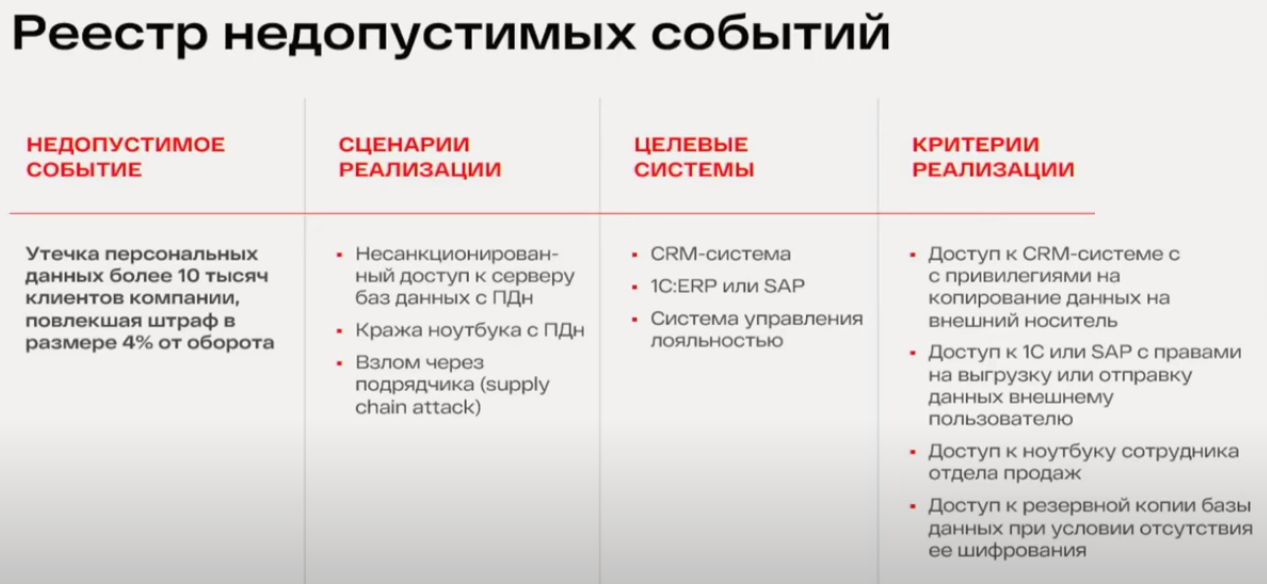 Реестр недопустимых событий
НЕДОПУСТИМОЕ
СОБЫТИЕ
Утечка персональных
данных более 10 тысяч
клиентов компании,
повлекшая штраф в
размере 4% от оборота
СЦЕНАРИИ
РЕАЛИЗАЦИИ
▪ Несанкционирован-
ный доступ к серверу
баз данных с ПДн
▪ Кража ноутбука с ПДн
▪ Взлом через
подрядчика (supply
chain attack)
ЦЕЛЕВЫЕ
СИСТЕМЫ
▪ CRM-система
▪ 1С:ERP или SAP
▪ Система управления
лояльностью
КРИТЕРИИ
РЕАЛИЗАЦИИ
▪ Доступ к CRM-системе с
с привилегиями на
копирование данных на
внешний носитель
▪ Доступ к 1С или SAP с правами
на выгрузку или отправку
данных внешнему
пользователю
▪ Доступ к ноутбуку сотрудника
отдела продаж
▪ Доступ к резервной копии базы
данных при условии отсутствия
ее шифрования